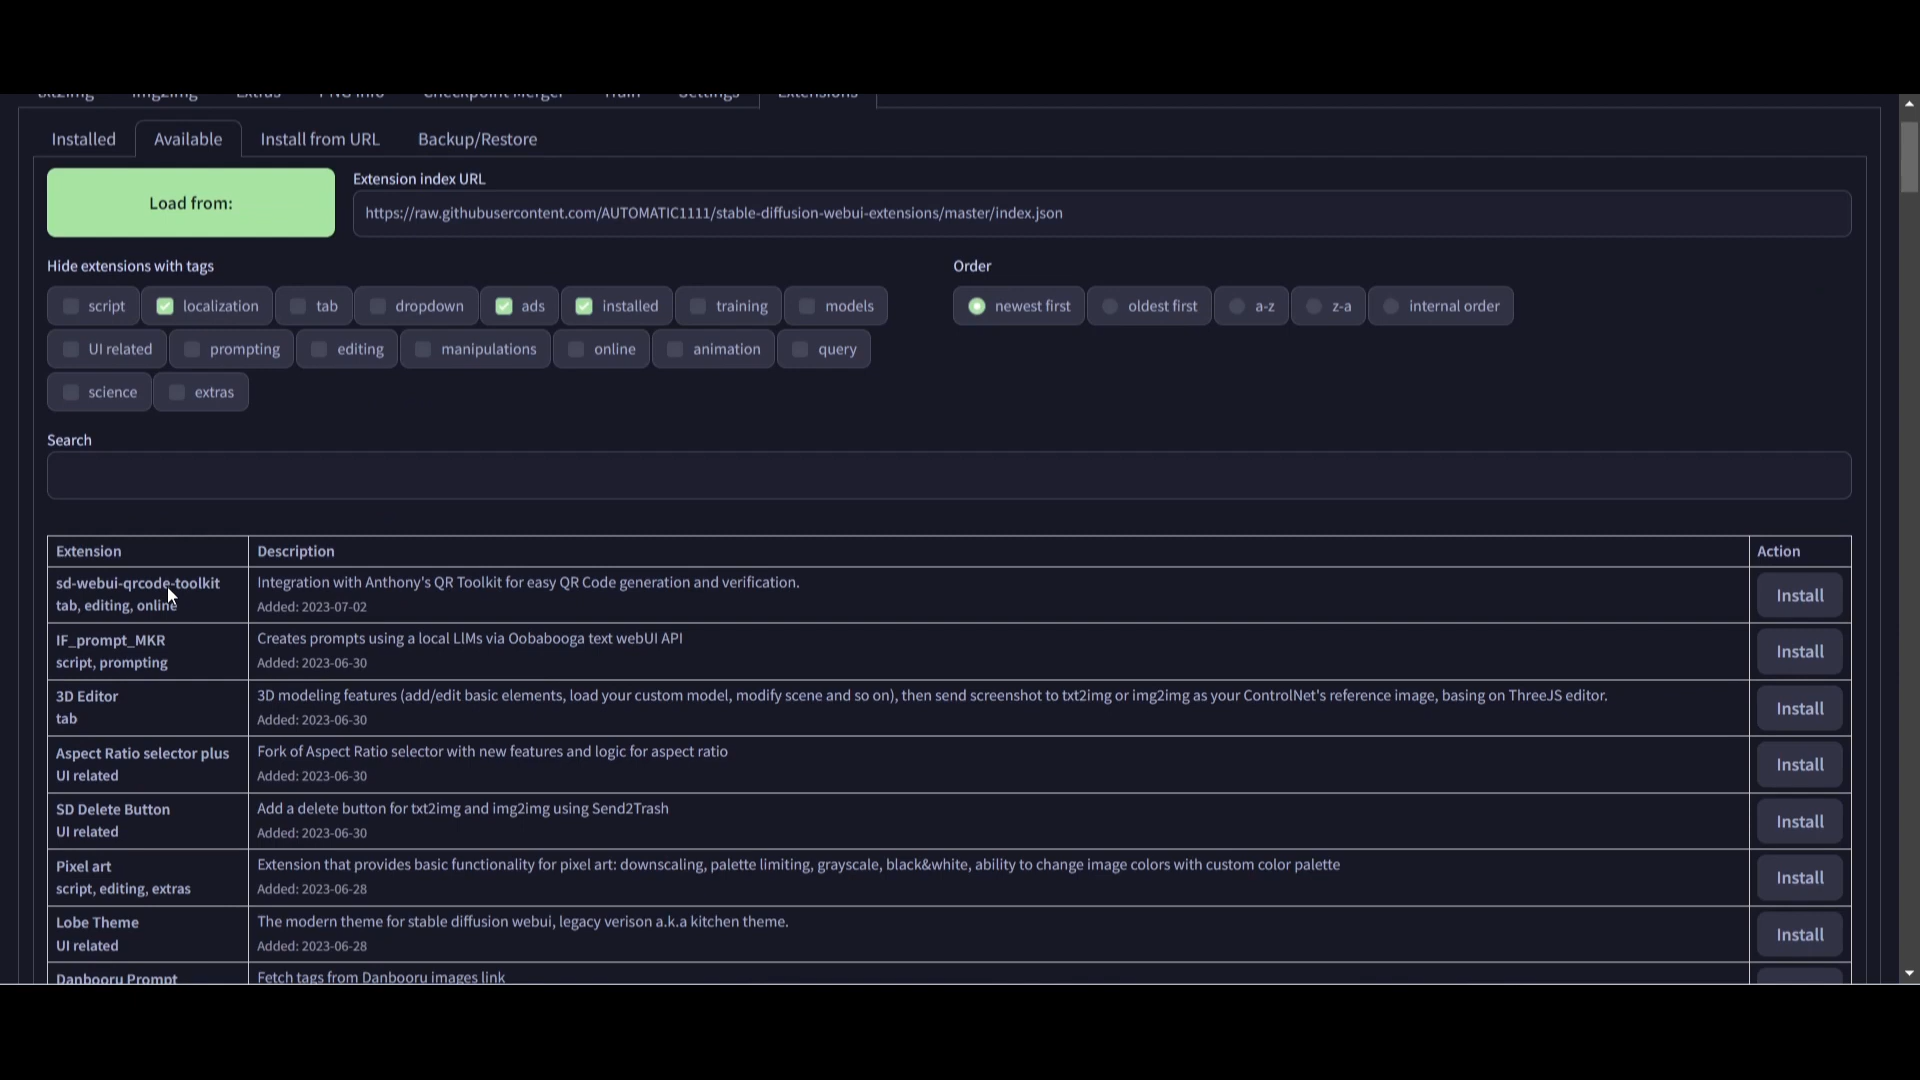 txt2img img2img Extras PNG Info Checkpoint Merger Train Settings Extensions
Installed Available Install from URL Backup/Restore
Load from:
Extension index URL
https://raw.githubusercontent.com/AUTOMATIC1111/stable-diffusion-webui-extensions/master/index.json
Hide extensions with tags
Order
script localization tab dropdown ads installed training models
newest first oldest first a-z z-a internal order
UI related prompting editing manipulations online animation query
science extras
Search
Extension Description Action
sd-webui-qrcode-toolkit
tab, editing, online
Integration with Anthony's QR Toolkit for easy QR Code generation and verification.
Added: 2023-07-02
Install
IF_prompt_MKR
script, prompting
Creates prompts using a local LlMs via Oobabooga text webUI API
Added: 2023-06-30
Install
3D Editor
tab
3D modeling features (add/edit basic elements, load your custom model, modify scene and so on), then send screenshot to txt2img or img2img as your ControlNet's reference image, basing on ThreeJS editor.
Added: 2023-06-30
Install
Aspect Ratio selector plus
UI related
Fork of Aspect Ratio selector with new features and logic for aspect ratio
Added: 2023-06-30
Install
SD Delete Button
UI related
Add a delete button for txt2img and img2img using Send2Trash
Added: 2023-06-30
Install
Pixel art
script, editing, extras
Extension that provides basic functionality for pixel art: downscaling, palette limiting, grayscale, black&white, ability to change image colors with custom color palette
Added: 2023-06-28
Install
Lobe Theme
UI related
The modern theme for stable diffusion webui, legacy verison a.k.a kitchen theme.
Added: 2023-06-28
Install
Danbooru Prompt
Fetch tags from Danbooru images link